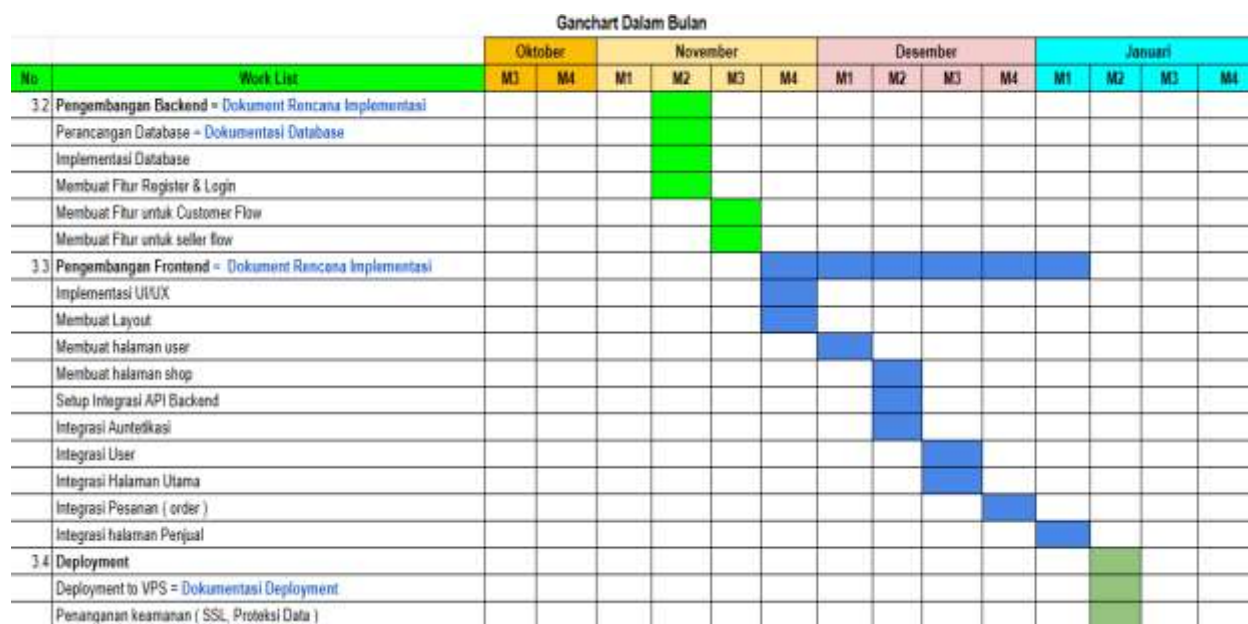 Ganchart Dalam Bulan
Oktober November Desember Januari
No Work List M3 M4 M1 M2 M3 M4 M1 M2 M3 M4 M1 M2 M3 M4
3.2 Pengembangan Backend = Dokument Rencana Implementasi
Perancangan Database = Dokumentasi Database
Implementasi Database
Membuat Fitur Register & Login
Membuat Fitur untuk Customer Flow
Membuat Fitur untuk seller flow
3.3 Pengembangan Frontend = Dokument Rencana Implementasi
Implementasi UI/UX
Membuat Layout
Membuat halaman user
Membuat halaman shop
Setup Integrasi API Backend
Integrasi Auntetikasi
Integrasi User
Integrasi Halaman Utama
Integrasi Pesanan ( order )
Integrasi halaman Penjual
3.4 Deployment
Deployment to VPS = Dokumentasi Deployment
Penanganan keamanan ( SSL, Proteksi Data )